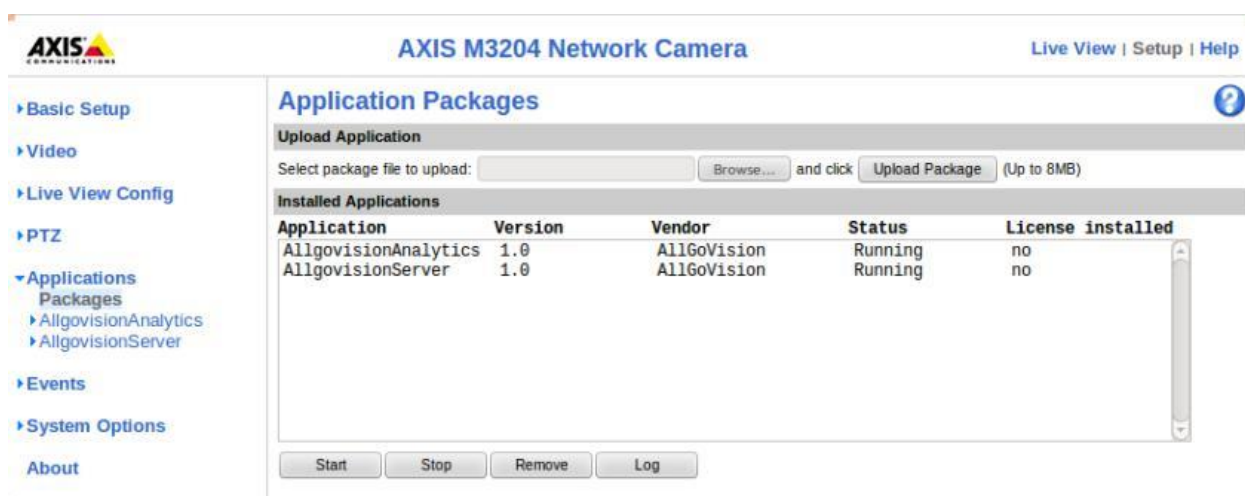 AXIS
COMMUNICATIONS
AXIS M3204 Network Camera
Live View | Setup | Help
Basic Setup
Video
Live View Config
PTZ
Applications
Packages
AllgovisionAnalytics
AllgovisionServer
Events
System Options
About
Application Packages
?
Upload Application
Select package file to upload: Browse... and click Upload Package (Up to 8MB)
Installed Applications
Application Version Vendor Status License installed
AllgovisionAnalytics 1.0 AllGoVision Running no
AllgovisionServer 1.0 AllGoVision Running no
Start Stop Remove Log